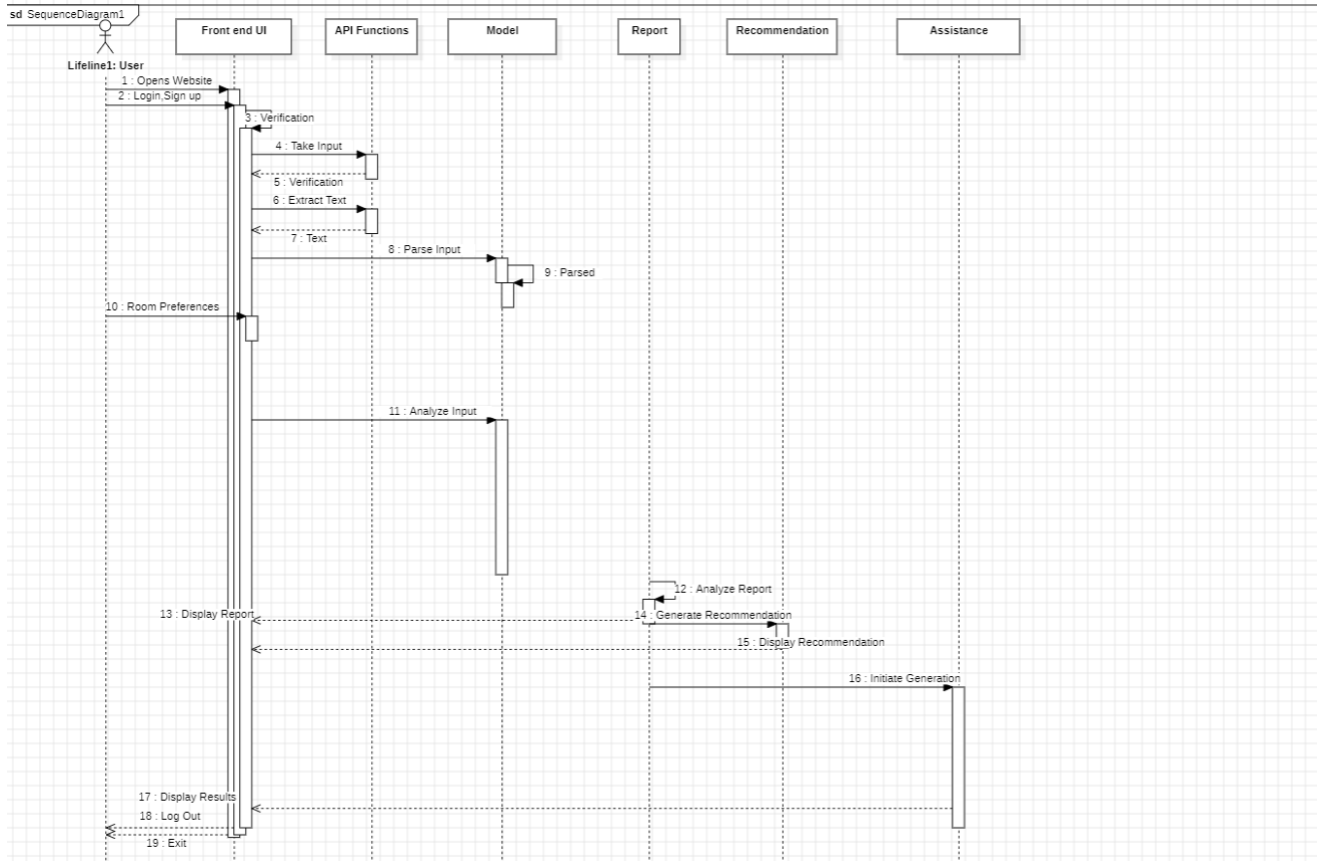 sd SequenceDiagram1
Front end UI
API Functions
Model
Report
Recommendation
Assistance
Lifeline1: User
1 : Opens Website
2 : Login,Sign up
3 : Verification
4 : Take Input
5 : Verification
6 : Extract Text
7 : Text
8 : Parse Input
9 : Parsed
10 : Room Preferences
11 : Analyze Input
12 : Analyze Report
13 : Display Report
14 : Generate Recommendation
15 : Display Recommendation
16 : Initiate Generation
17 : Display Results
18 : Log Out
19 : Exit